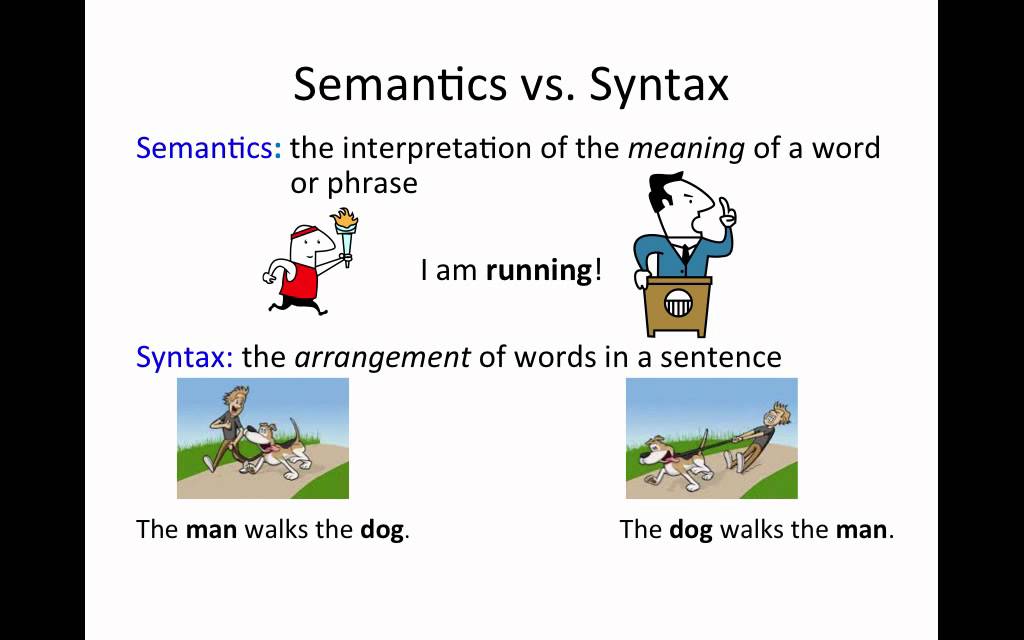 Semantics vs. Syntax
Semantics: the interpretation of the meaning of a word
or phrase
I am running!
Syntax: the arrangement of words in a sentence
The man walks the dog.
The dog walks the man.